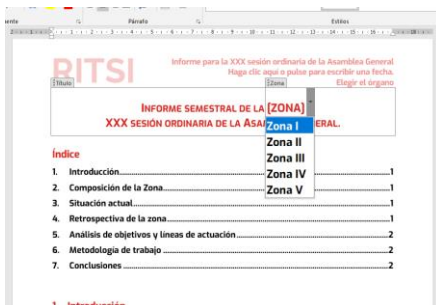 Párrafo
Estilos
RITSI
Informe para la XXX sesión ordinaria de la Asamblea General
Haga clic aquí o pulse para escribir una fecha.
Elegir el órgano
Título
Zona
INFORME SEMESTRAL DE LA [ZONA]
XXX SESIÓN ORDINARIA DE LA ASA ERAL.
Zona I
Zona II
Zona III
Zona IV
Zona V
Índice
1. Introducción 1
2. Composición de la Zona 1
3. Situación actual 1
4. Retrospectiva de la zona 1
5. Análisis de objetivos y líneas de actuación 2
6. Metodología de trabajo 2
7. Conclusiones 2
1. Introducción